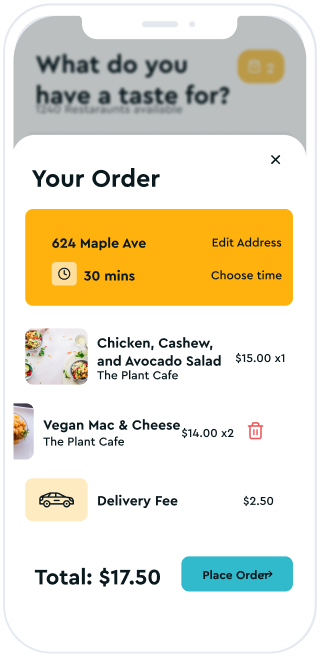 What do you
2
have a taste for?
1240 Restaraunts available
Your Order
624 Maple Ave
Edit Address
30 mins
Choose time
Chicken, Cashew,
and Avocado Salad
$15.00 x1
The Plant Cafe
Vegan Mac & Cheese
$14.00 x2
The Plant Cafe
Delivery Fee
$2.50
Total: $17.50
Place Order